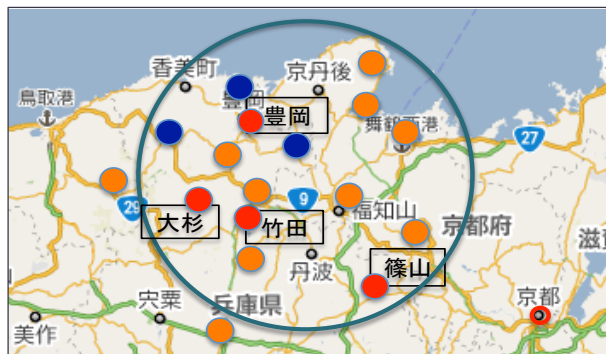 香美町
京丹後
鳥取港
豊岡
豊岡
舞鶴西港
27
29
大杉
竹田
9
福知山
京都府
丹波
篠山
宍粟
兵庫県
京都
美作